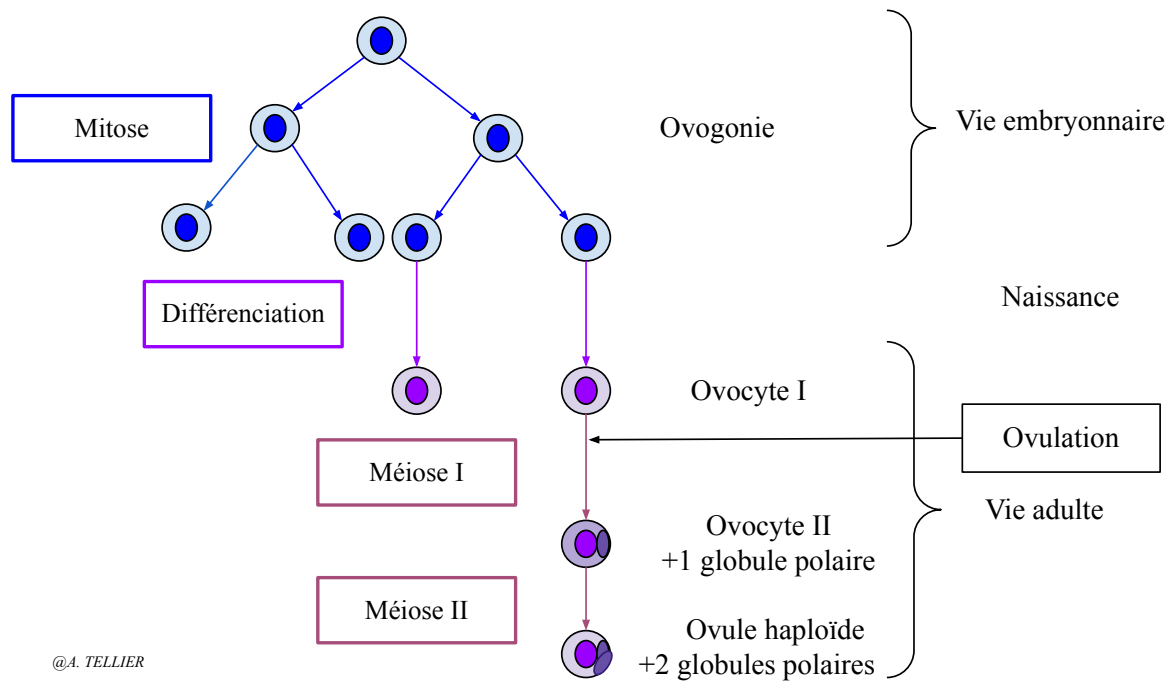 Mitose
Ovogonie
Vie embryonnaire
Différenciation
Naissance
Ovocyte I
Ovulation
Méiose I
Vie adulte
Ovocyte II
+1 globule polaire
Méiose II
Ovule haploïde
+2 globules polaires
@A. TELLIER